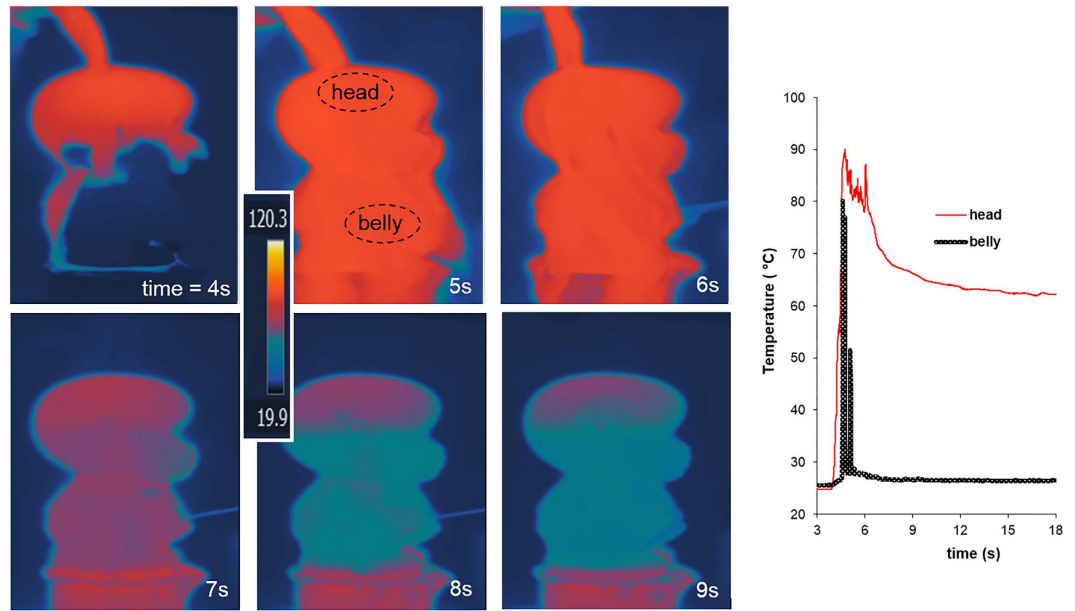 head
belly
time = 4s
5s
6s
120.3
19.9
7s
8s
9s
100
90
80
70
60
50
40
30
20
Temperature ( °C)
3
6
9
12
15
18
time (s)
head
belly